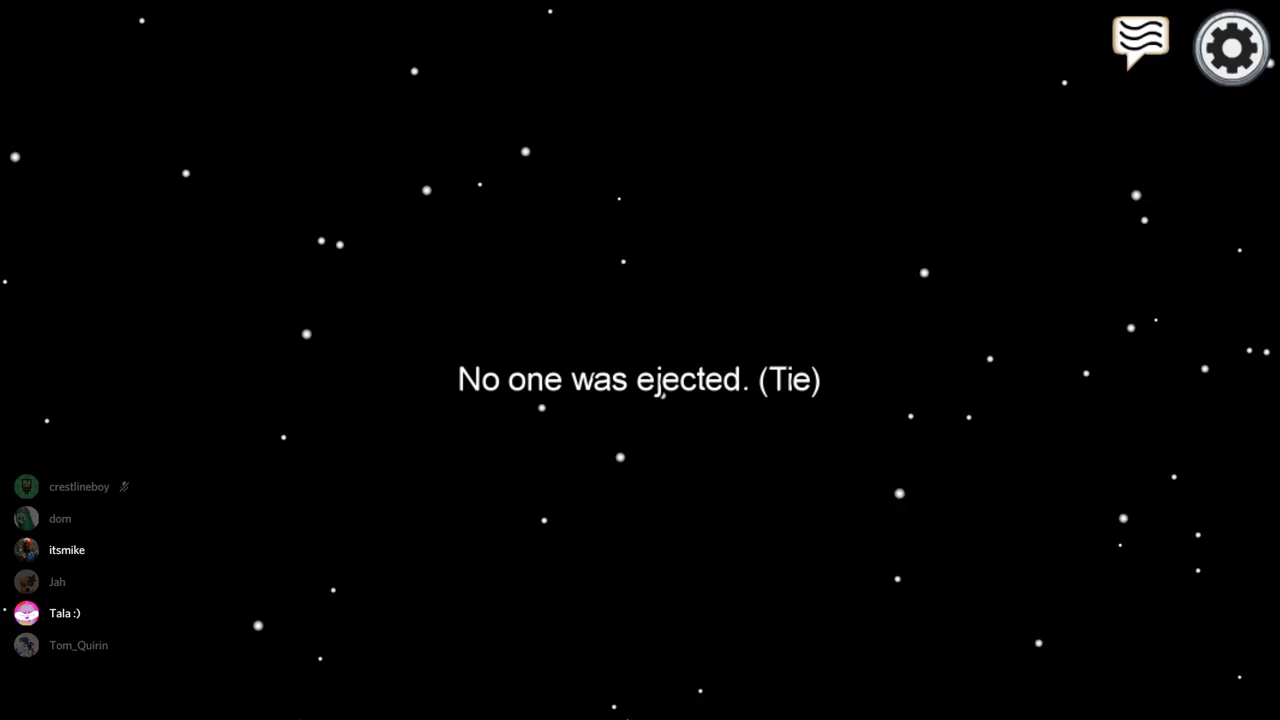 No one was ejected. (Tie)
crestlineboy
dom
itsmike
Jah
Tala :)
Tom_Quirin